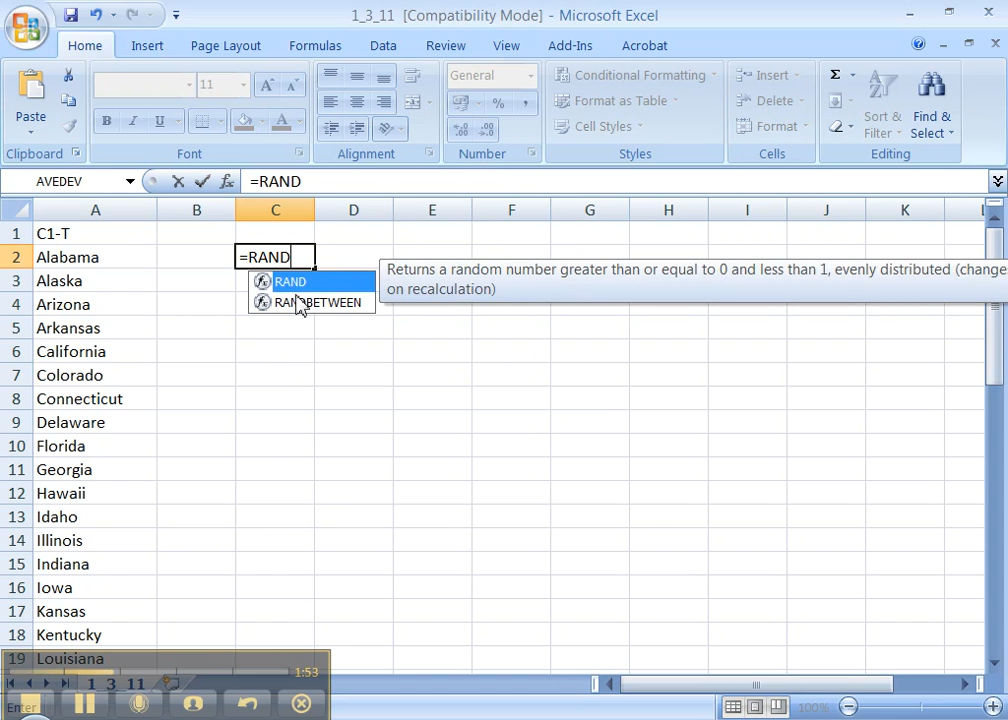 1_3_11 [Compatibility Mode] - Microsoft Excel
Home Insert Page Layout Formulas Data Review View Add-Ins Acrobat
Paste
Clipboard
11
B I U A
Font
Alignment
General
% ,
Number
Conditional Formatting
Format as Table
Cell Styles
Styles
Insert
Delete
Format
Cells
Σ
Sort & Filter
Find & Select
Editing
AVEDEV =RAND
A B C D E F G H I J K L
1 C1-T
2 Alabama =RAND
3 Alaska
4 Arizona
5 Arkansas
6 California
7 Colorado
8 Connecticut
9 Delaware
10 Florida
11 Georgia
12 Hawaii
13 Idaho
14 Illinois
15 Indiana
16 Iowa
17 Kansas
18 Kentucky
19 Louisiana
RAND
RANDBETWEEN
Returns a random number greater than or equal to 0 and less than 1, evenly distributed (changes
on recalculation)
1:53
1_3_11
Enter
100%